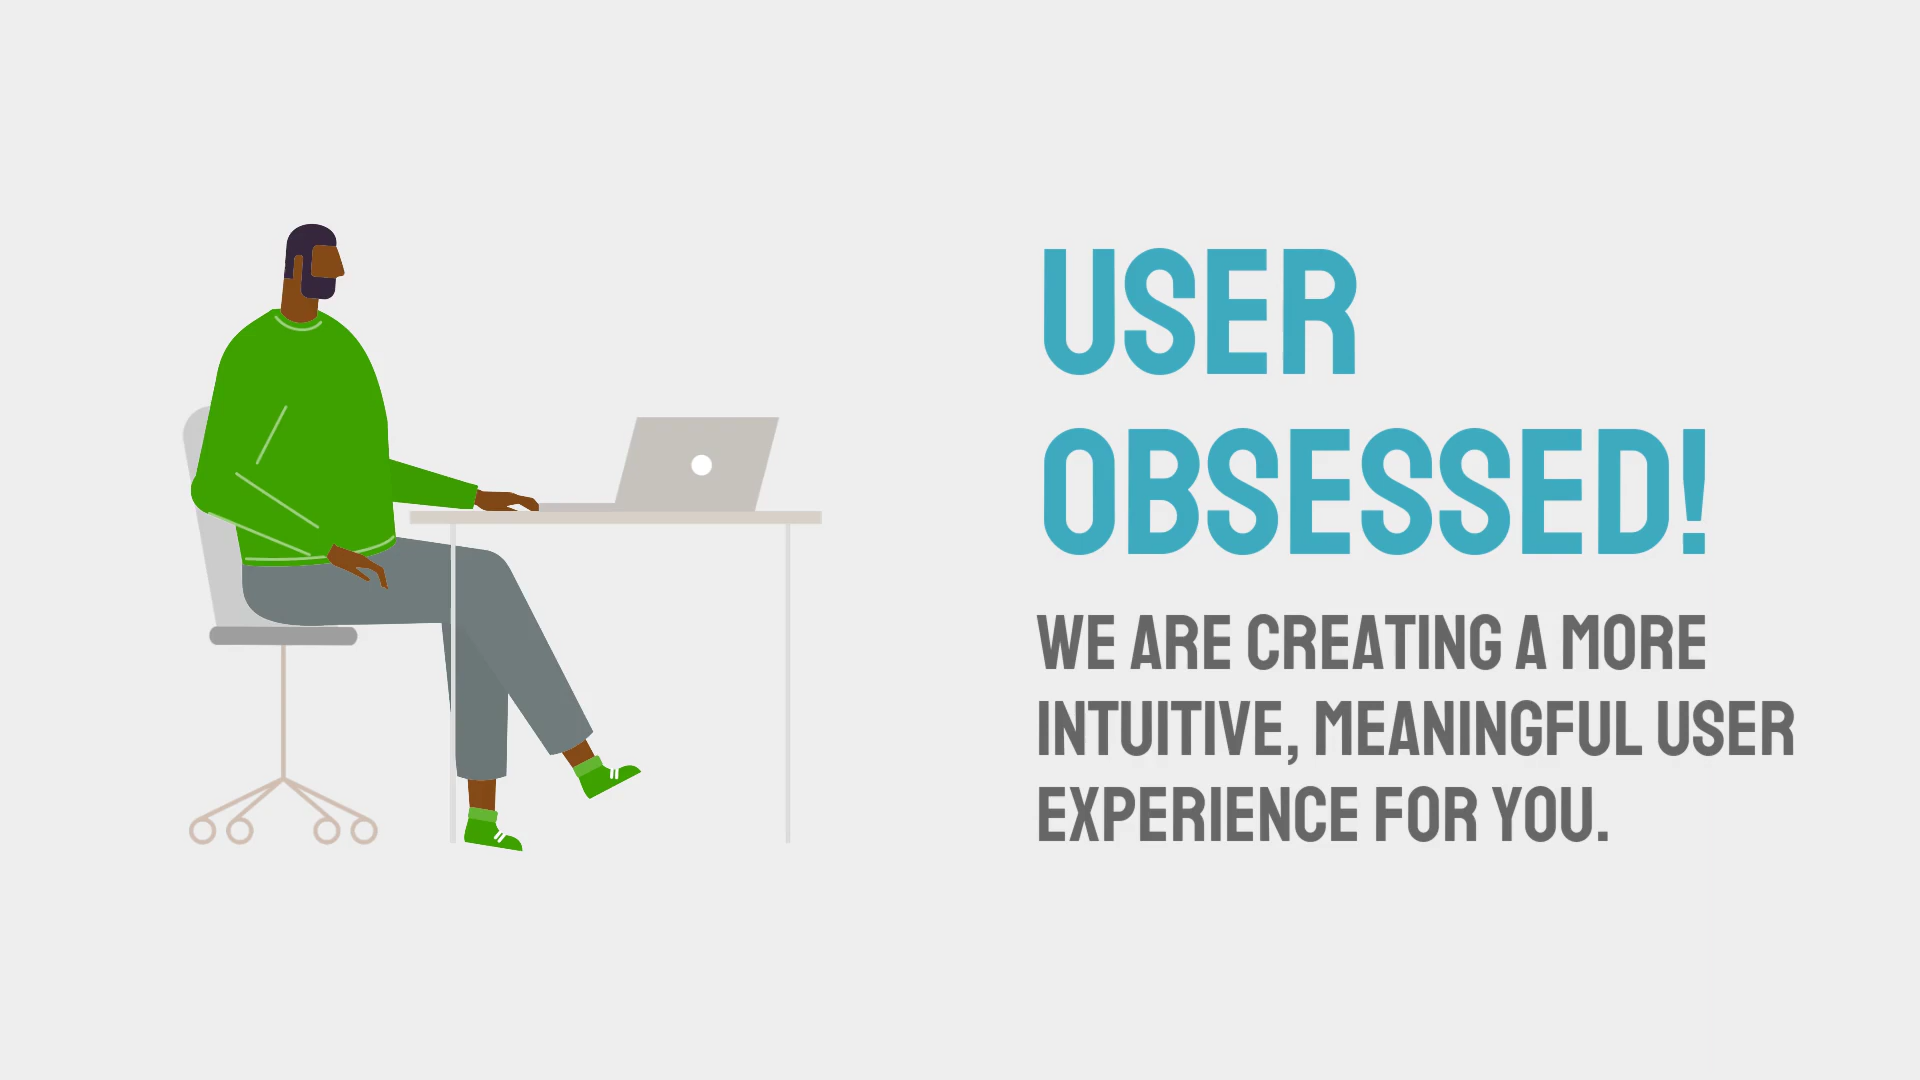 USER
OBSESSED!
WE ARE CREATING A MORE
INTUITIVE, MEANINGFUL USER
EXPERIENCE FOR YOU.